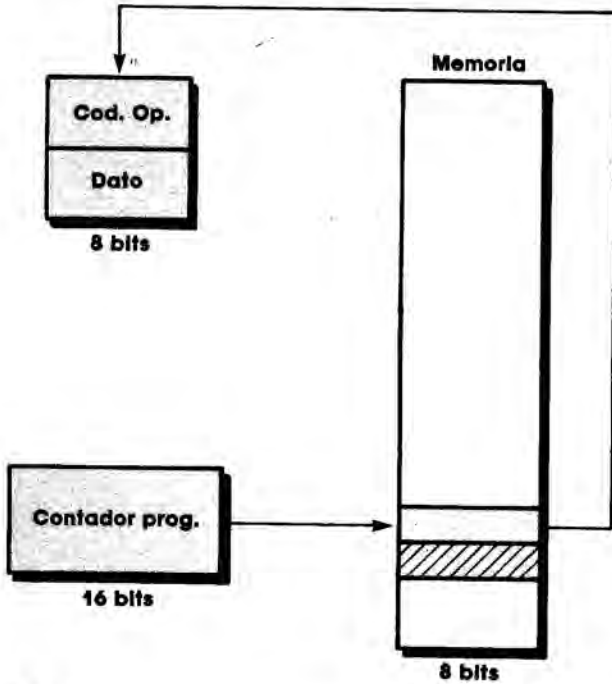 Memoria
Cod. Op.
Dato
8 bits
Contador prog.
16 bits
8 bits